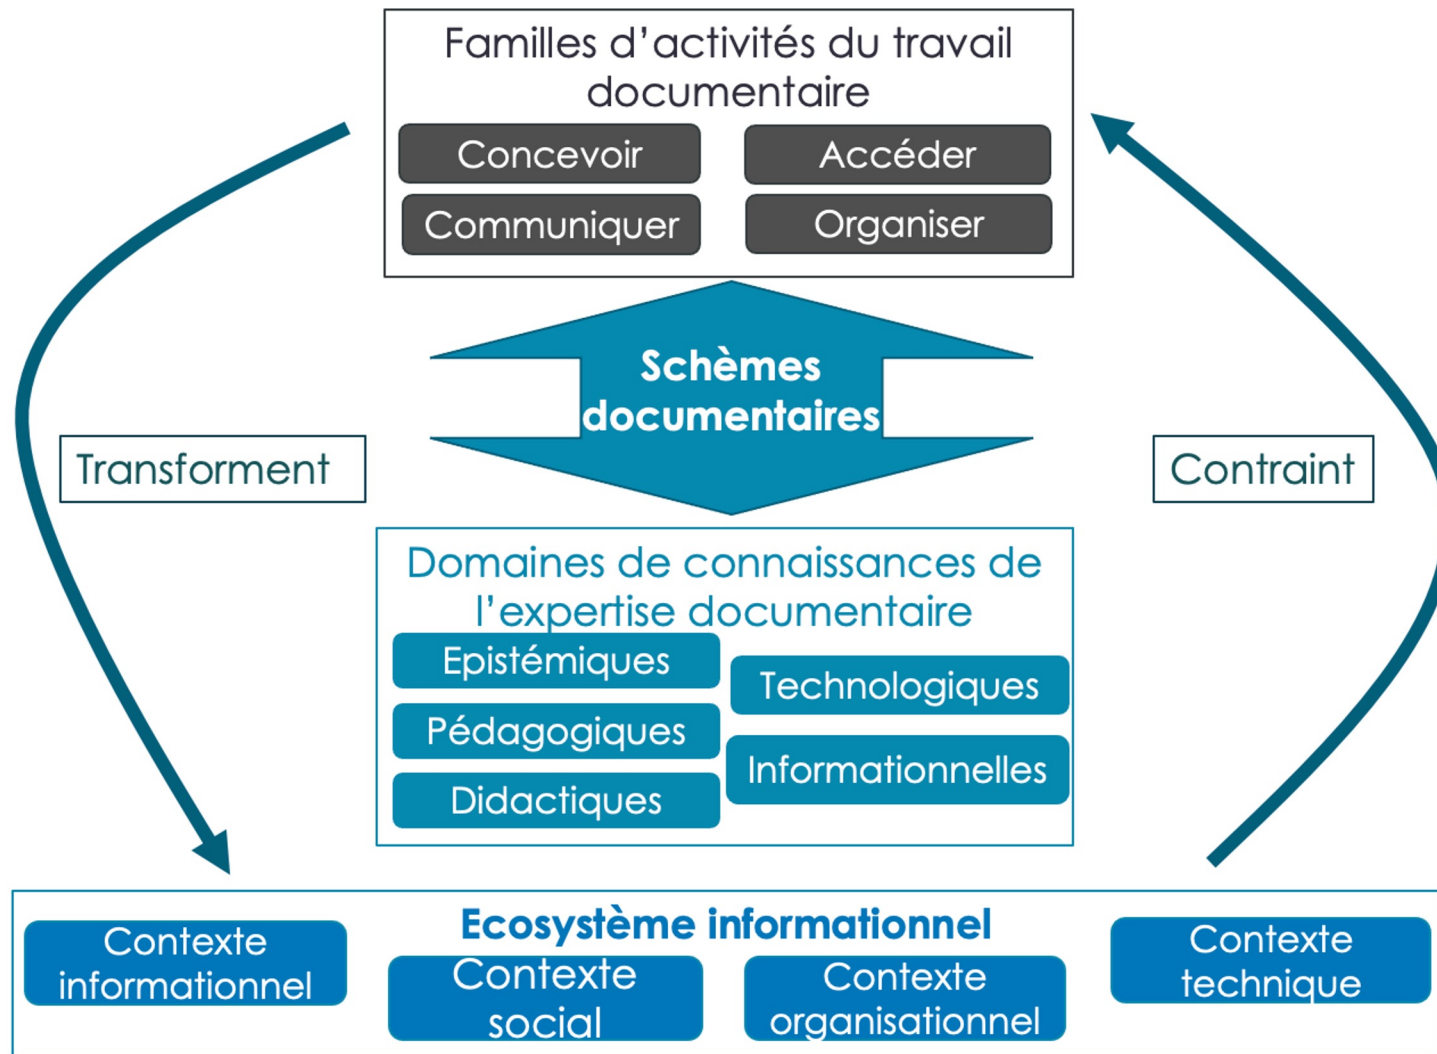 Familles d’activités du travail
documentaire
Concevoir
Accéder
Communiquer
Organiser
Schèmes
documentaires
Transforment
Contraint
Domaines de connaissances de
l’expertise documentaire
Epistémiques
Technologiques
Pédagogiques
Informationnelles
Didactiques
Ecosystème informationnel
Contexte
informationnel
Contexte
social
Contexte
organisationnel
Contexte
technique